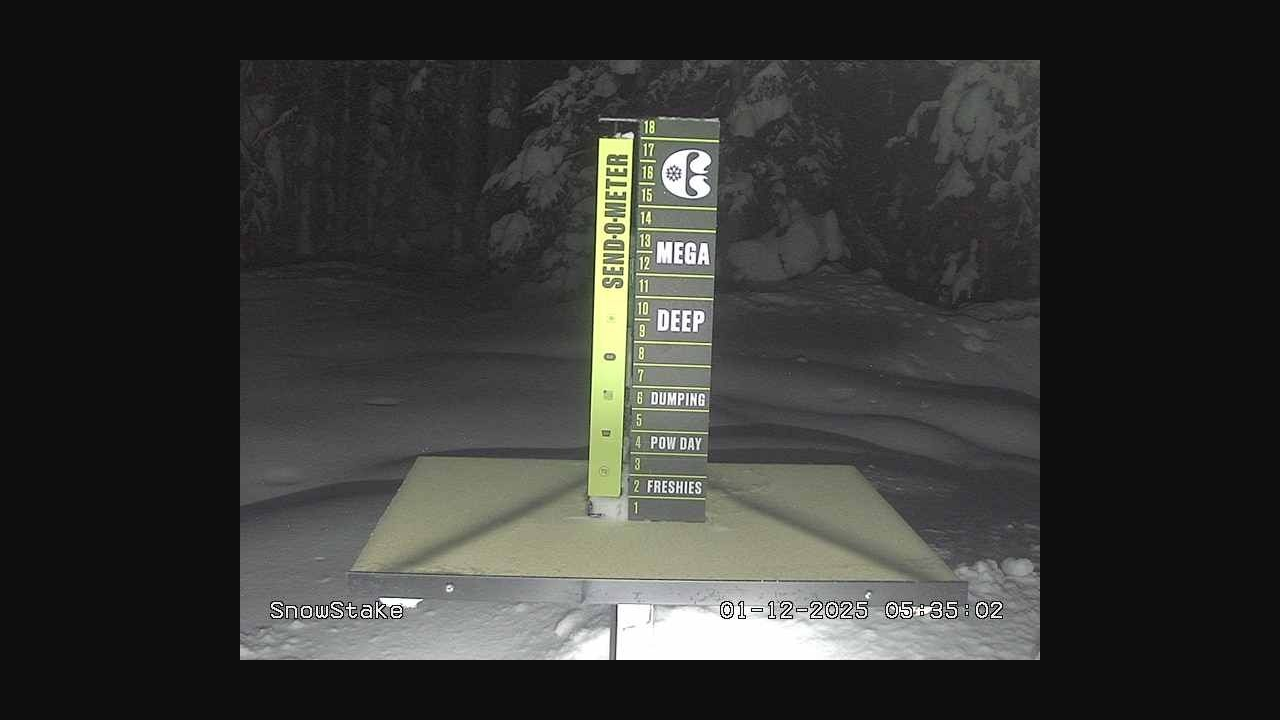 SEND-O-METER
18
17
16
15
14
13
12
MEGA
11
10
9
DEEP
8
7
6 DUMPING
5
4 POW DAY
3
2 FRESHIES
1
SnowStake
01-12-2025 05:35:02